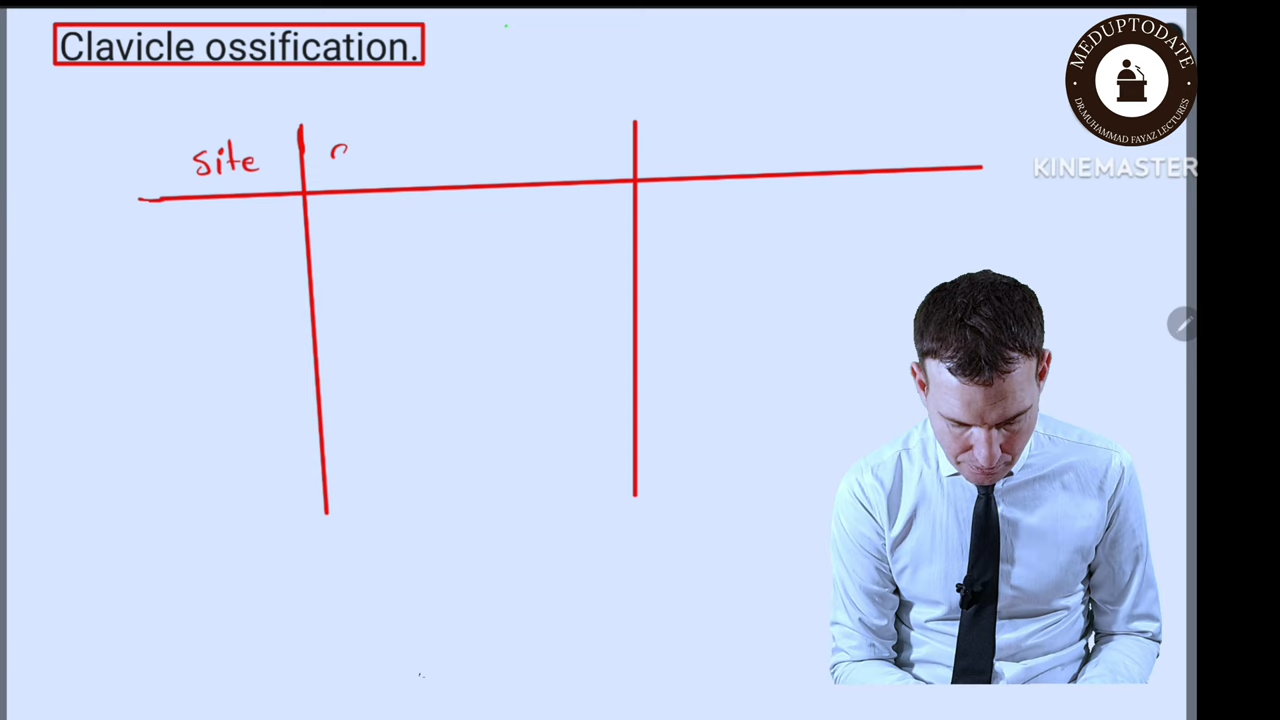 Clavicle ossification.
MEDUPTODATE
DR.MUHAMMAD FAYAZ LECTURES
KINEMASTER
site